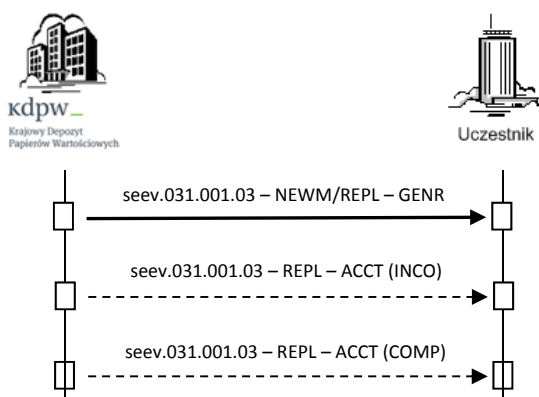 kdpw_
Krajowy Depozyt
Papierów Wartościowych
Uczestnik
seev.031.001.03 – NEWM/REPL – GENR
seev.031.001.03 – REPL – ACCT (INCO)
seev.031.001.03 – REPL – ACCT (COMP)